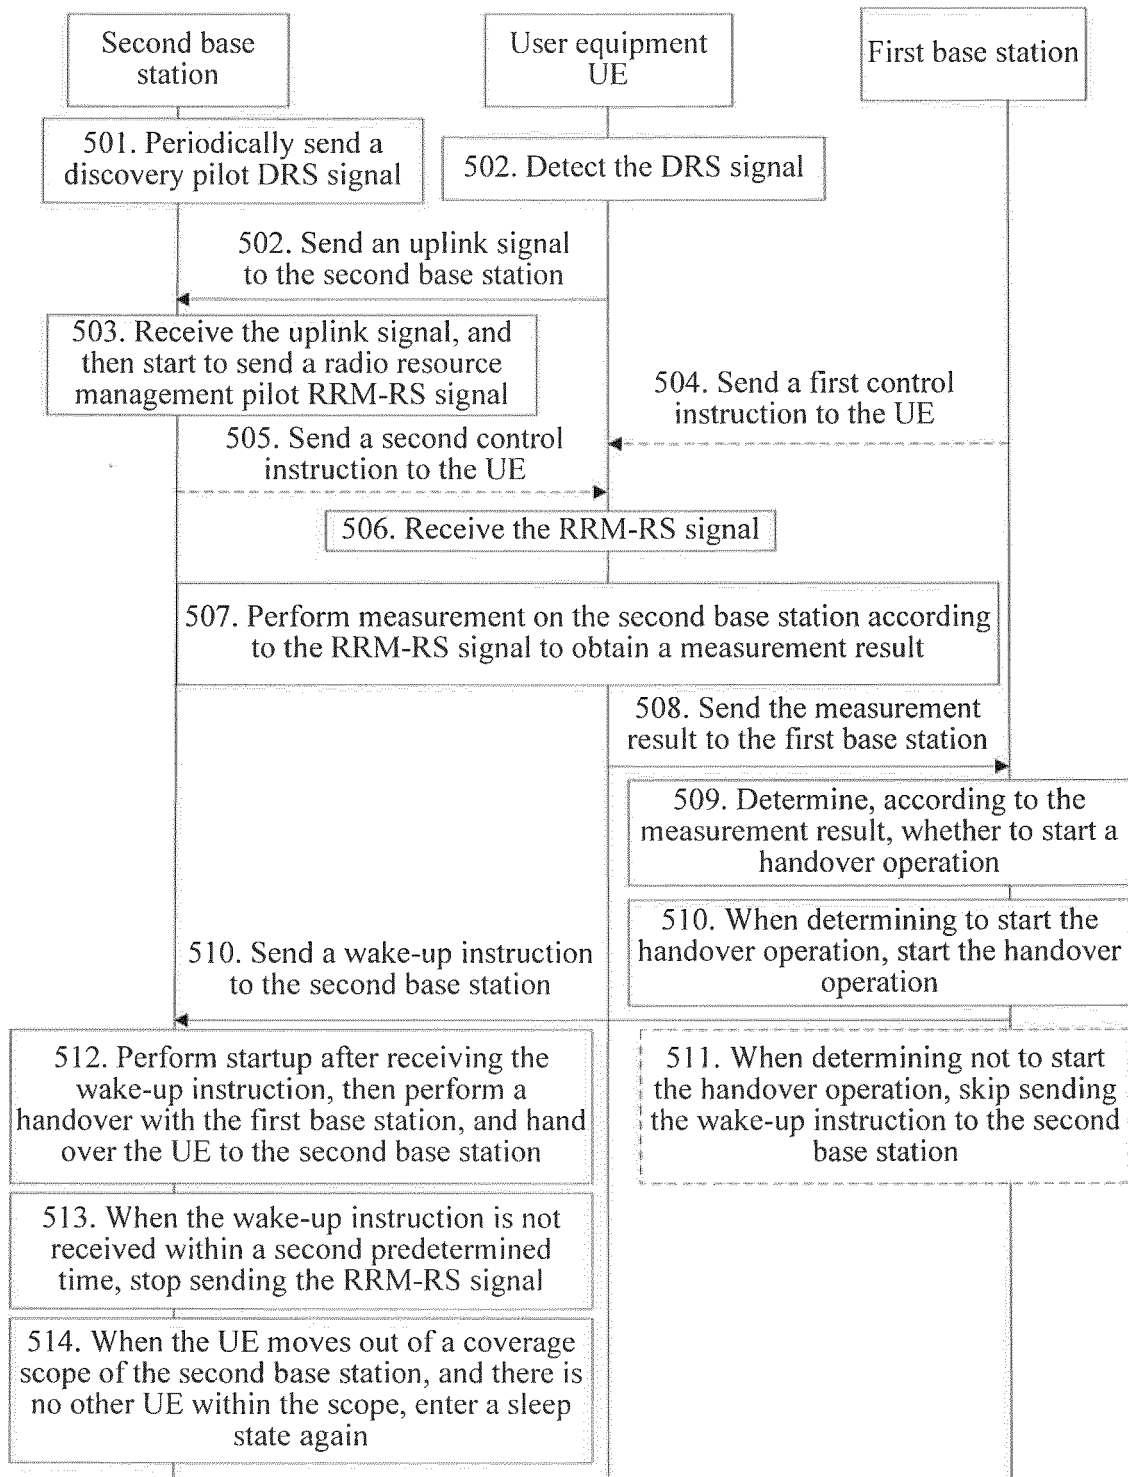 Second base
station
User equipment
UE
First base station
501. Periodically send a
discovery pilot DRS signal
502. Detect the DRS signal
502. Send an uplink signal
to the second base station
503. Receive the uplink signal, and
then start to send a radio resource
management pilot RRM-RS signal
504. Send a first control
instruction to the UE
505. Send a second control
instruction to the UE
506. Receive the RRM-RS signal
507. Perform measurement on the second base station according
to the RRM-RS signal to obtain a measurement result
508. Send the measurement
result to the first base station
509. Determine, according to the
measurement result, whether to start a
handover operation
510. When determining to start the
handover operation, start the handover
operation
510. Send a wake-up instruction
to the second base station
512. Perform startup after receiving the
wake-up instruction, then perform a
handover with the first base station, and hand
over the UE to the second base station
511. When determining not to start
the handover operation, skip sending
the wake-up instruction to the second
base station
513. When the wake-up instruction is not
received within a second predetermined
time, stop sending the RRM-RS signal
514. When the UE moves out of a coverage
scope of the second base station, and there is
no other UE within the scope, enter a sleep
state again